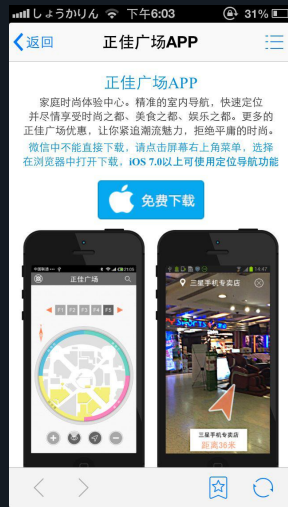 しょうかりん 下午6:03 31%
返回 正佳广场APP
正佳广场APP
家庭时尚体验中心。精准的室内导航，快速定位
并尽情享受时尚之都、美食之都、娱乐之都。更多的
正佳广场优惠，让你紧追潮流魅力，拒绝平庸的时尚。
微信中不能直接下载，请点击屏幕右上角菜单，选择
在浏览器中打开下载，iOS 7.0以上可使用定位导航功能
免费下载
正佳广场
F1 F2 F3 F4 F5
14:47
三星手机专卖店
SPORTS
三星手机专卖店
距离36米